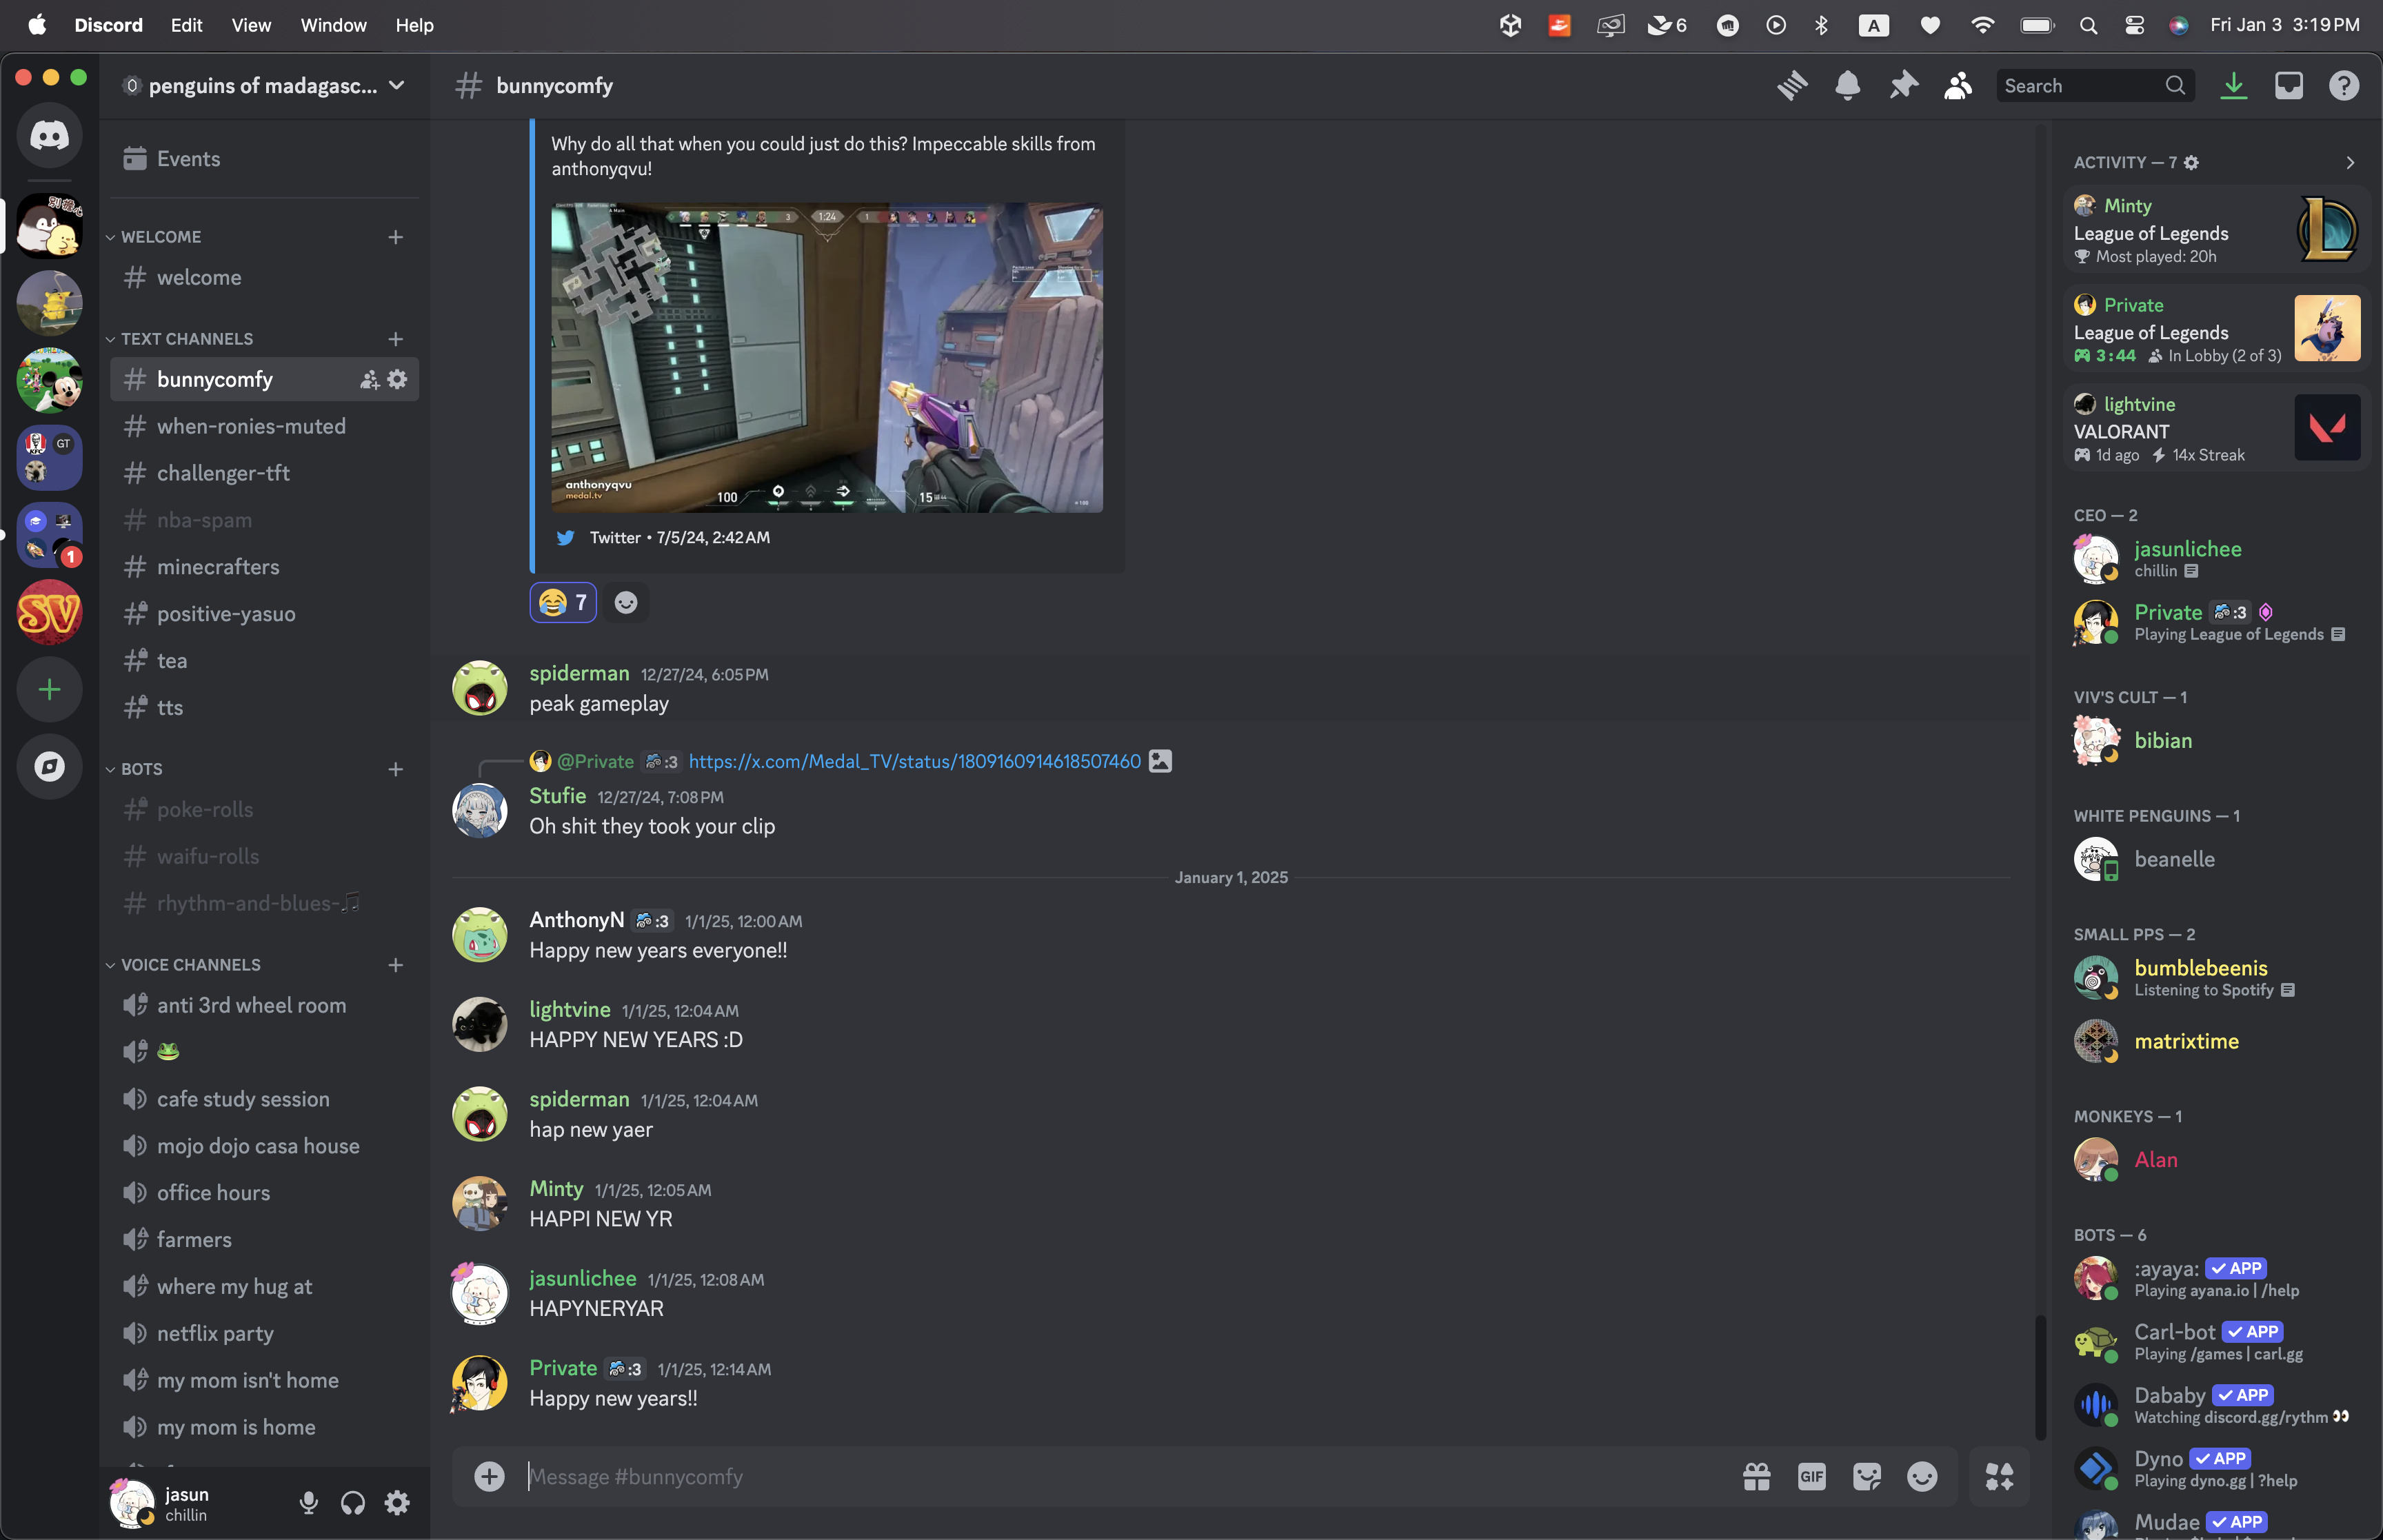 Discord Edit View Window Help
6
A
Fri Jan 3 3:19 PM
penguins of madagasc...
Events
WELCOME
welcome
TEXT CHANNELS
bunnycomfy
when-ronies-muted
challenger-tft
nba-spam
minecrafters
positive-yasuo
tea
tts
BOTS
poke-rolls
waifu-rolls
rhythm-and-blues-🎵
VOICE CHANNELS
anti 3rd wheel room
🐸
cafe study session
mojo dojo casa house
office hours
farmers
where my hug at
netflix party
my mom isn't home
my mom is home
jasun
chillin
KFC
GT
1
SV
# bunnycomfy
Search
Why do all that when you could just do this? Impeccable skills from
anthonyqvu!
A Main
3 1:24 1
anthonyqvu
medal.tv
100
15
Twitter • 7/5/24, 2:42 AM
😂 7
spiderman 12/27/24, 6:05 PM
peak gameplay
@Private :3 https://x.com/Medal_TV/status/1809160914618507460
Stufie 12/27/24, 7:08 PM
Oh shit they took your clip
January 1, 2025
AnthonyN :3 1/1/25, 12:00 AM
Happy new years everyone!!
lightvine 1/1/25, 12:04 AM
HAPPY NEW YEARS :D
spiderman 1/1/25, 12:04 AM
hap new yaer
Minty 1/1/25, 12:05 AM
HAPPI NEW YR
jasunlichee 1/1/25, 12:08 AM
HAPYNERYAR
Private :3 1/1/25, 12:14 AM
Happy new years!!
Message #bunnycomfy
GIF
ACTIVITY — 7
Minty
League of Legends
Most played: 20h
Private
League of Legends
3:44 In Lobby (2 of 3)
lightvine
VALORANT
1d ago 14x Streak
CEO — 2
jasunlichee
chillin
Private :3
Playing League of Legends
VIV'S CULT — 1
bibian
WHITE PENGUINS — 1
beanelle
SMALL PPS — 2
bumblebeenis
Listening to Spotify
matrixtime
MONKEYS — 1
Alan
BOTS — 6
:ayaya: ✓ APP
Playing ayana.io | /help
Carl-bot ✓ APP
Playing /games | carl.gg
Dababy ✓ APP
Watching discord.gg/rythm 👀
Dyno ✓ APP
Playing dyno.gg | ?help
Mudae ✓ APP